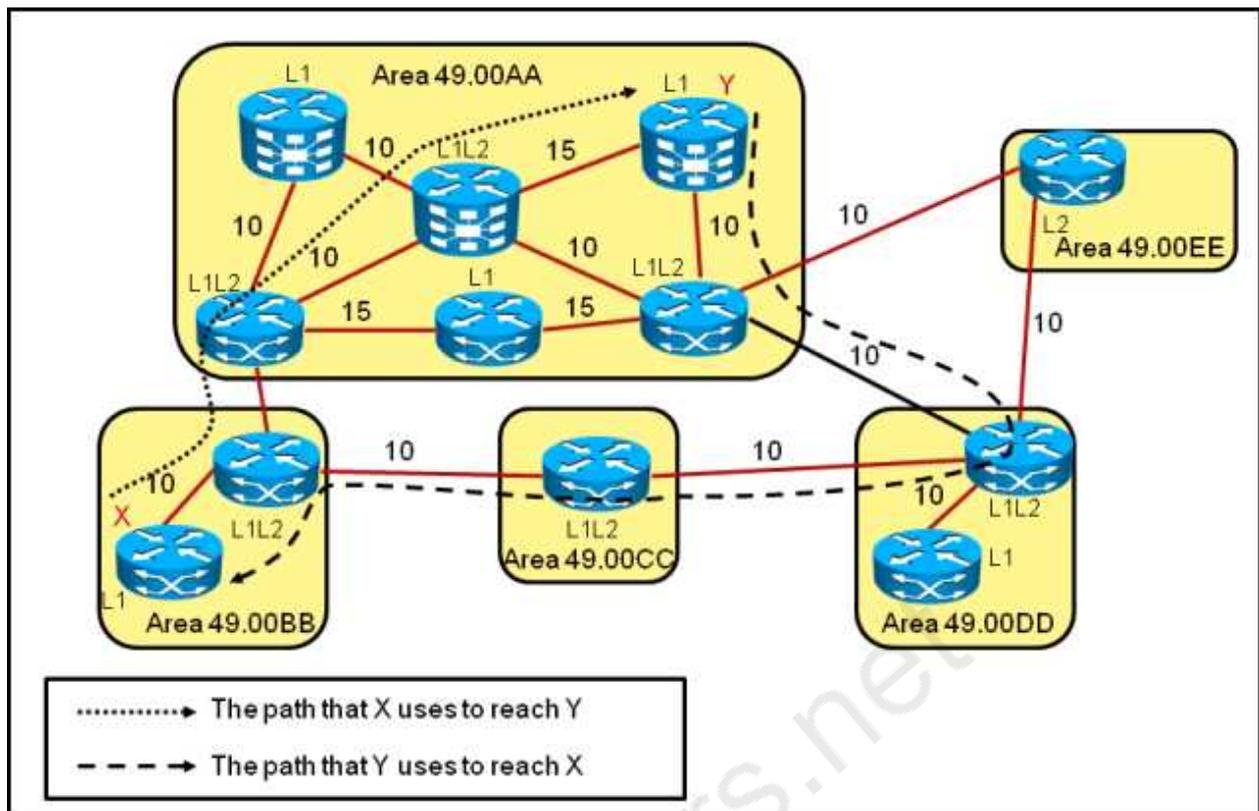 L1
Area 49.00AA
L1 Y
10
L1L2
15
10
10
10
10
L1L2
L1
L1L2
15
15
10
L2
Area 49.00EE
10
10
10
10
10
X
L1L2
L1
Area 49.00BB
L1L2
Area 49.00CC
10
L1L2
L1
Area 49.00DD
The path that X uses to reach Y
The path that Y uses to reach X
rs.net